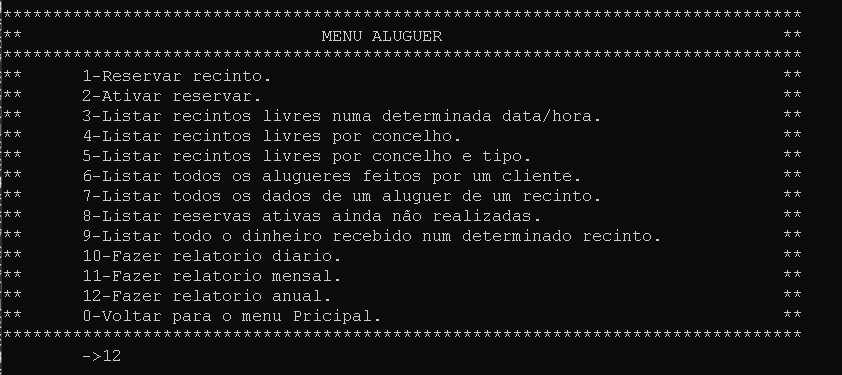 ********************************************************************************
** MENU ALUGUER **
********************************************************************************
** 1-Reservar recinto. **
** 2-Ativar reservar. **
** 3-Listar recintos livres numa determinada data/hora. **
** 4-Listar recintos livres por concelho. **
** 5-Listar recintos livres por concelho e tipo. **
** 6-Listar todos os alugueres feitos por um cliente. **
** 7-Listar todos os dados de um aluguer de um recinto. **
** 8-Listar reservas ativas ainda não realizadas. **
** 9-Listar todo o dinheiro recebido num determinado recinto. **
** 10-Fazer relatorio diario. **
** 11-Fazer relatorio mensal. **
** 12-Fazer relatorio anual. **
** 0-Voltar para o menu Pricipal. **
********************************************************************************
->12